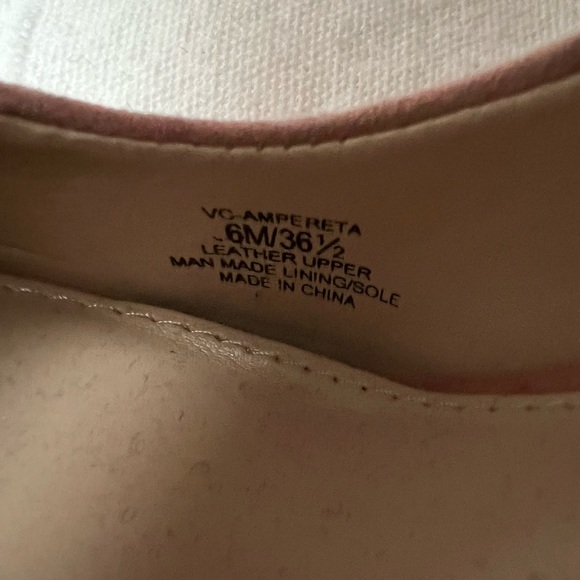 VC-AMPERETA
6M/36½
LEATHER UPPER
MAN MADE LINING/SOLE
MADE IN CHINA